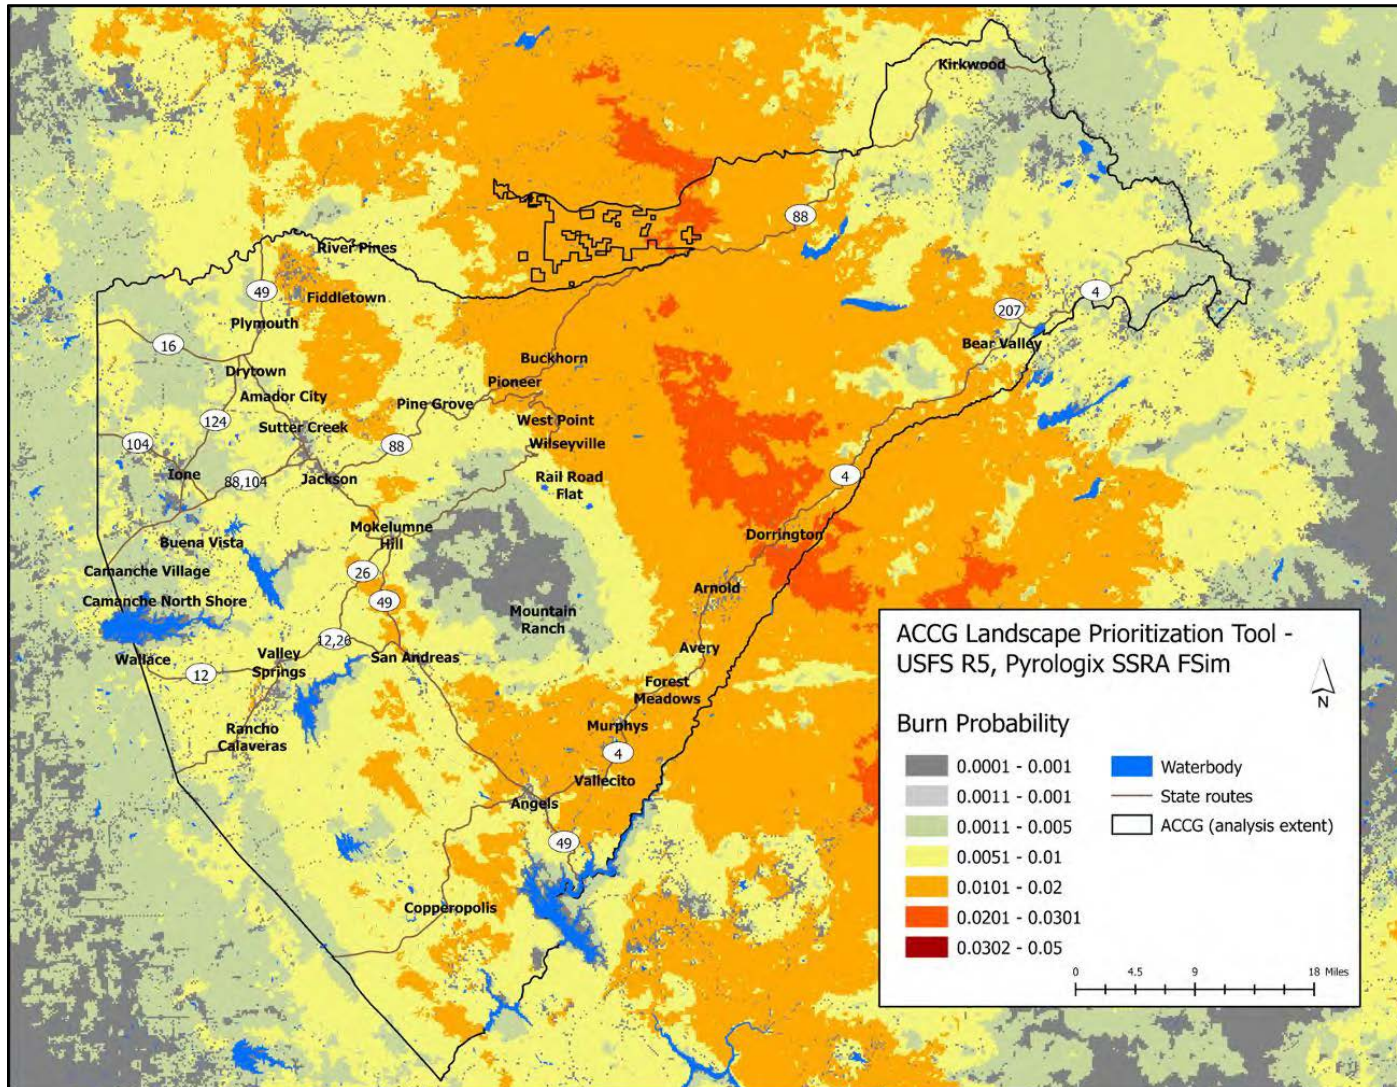 Kirkwood
88
River Pines
49
Fiddletown
4
207
Plymouth
Bear Valley
16
Buckhorn
Drytown
Pioneer
Amador City
Pine Grove
124
West Point
Sutter Creek
104
88
Wilseyville
Ione
88,104
Jackson
Rail Road
Flat
4
Mokelumne
Hill
Dorrington
Buena Vista
Camanche Village
26
Arnold
Camanche North Shore
49
Mountain
Ranch
12,26
Avery
Wallace
12
Valley
Springs
San Andreas
Forest
Meadows
Rancho
Calaveras
Murphys
4
Vallecito
Angels
49
Copperopolis
ACCG Landscape Prioritization Tool -
USFS R5, Pyrologix SSRA FSim
N
Burn Probability
0.0001 - 0.001
0.0011 - 0.001
0.0011 - 0.005
0.0051 - 0.01
0.0101 - 0.02
0.0201 - 0.0301
0.0302 - 0.05
Waterbody
State routes
ACCG (analysis extent)
0 4.5 9 18 Miles